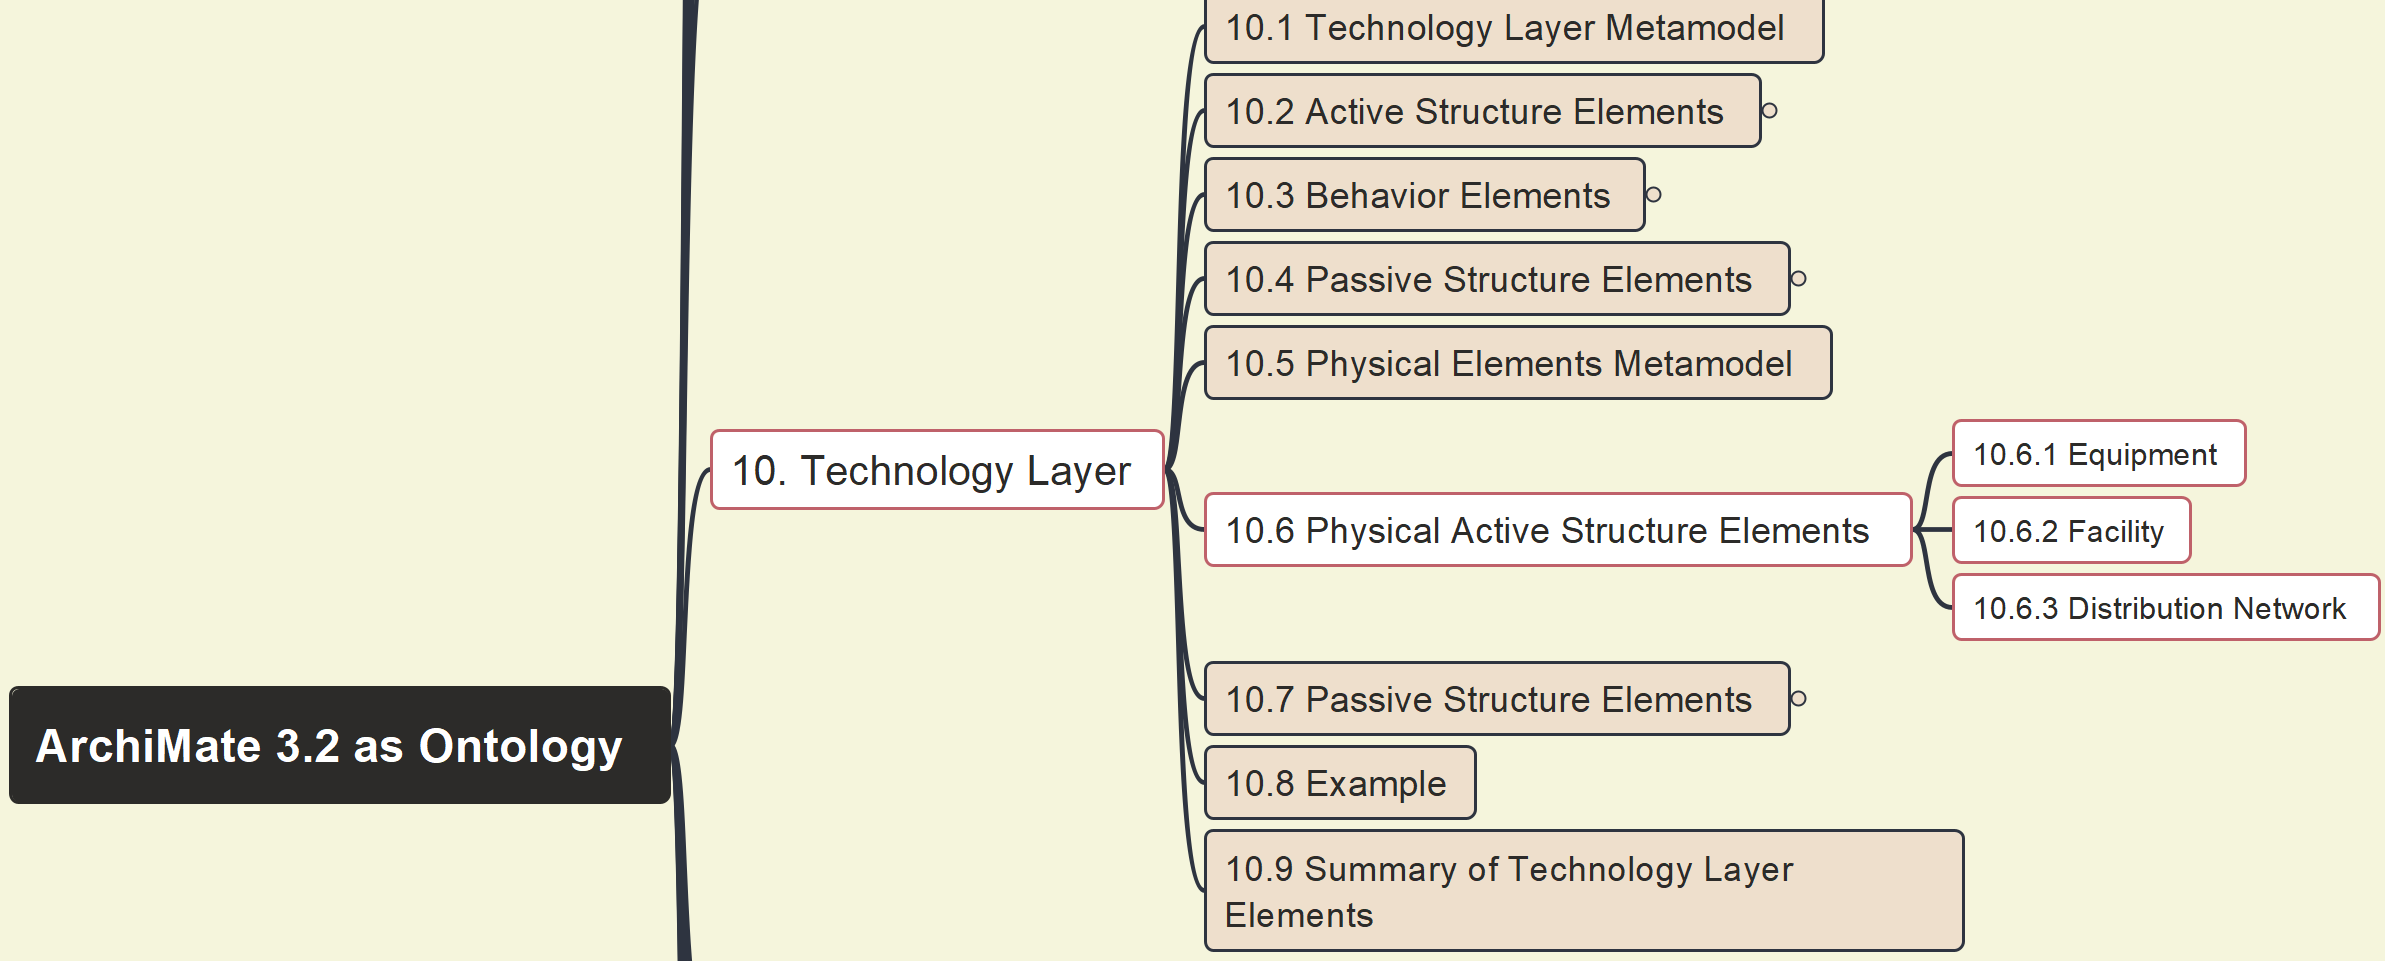 10.1 Technology Layer Metamodel
10.2 Active Structure Elements
10.3 Behavior Elements
10.4 Passive Structure Elements
10.5 Physical Elements Metamodel
10. Technology Layer
10.6 Physical Active Structure Elements
10.6.1 Equipment
10.6.2 Facility
10.6.3 Distribution Network
10.7 Passive Structure Elements
ArchiMate 3.2 as Ontology
10.8 Example
10.9 Summary of Technology Layer
Elements